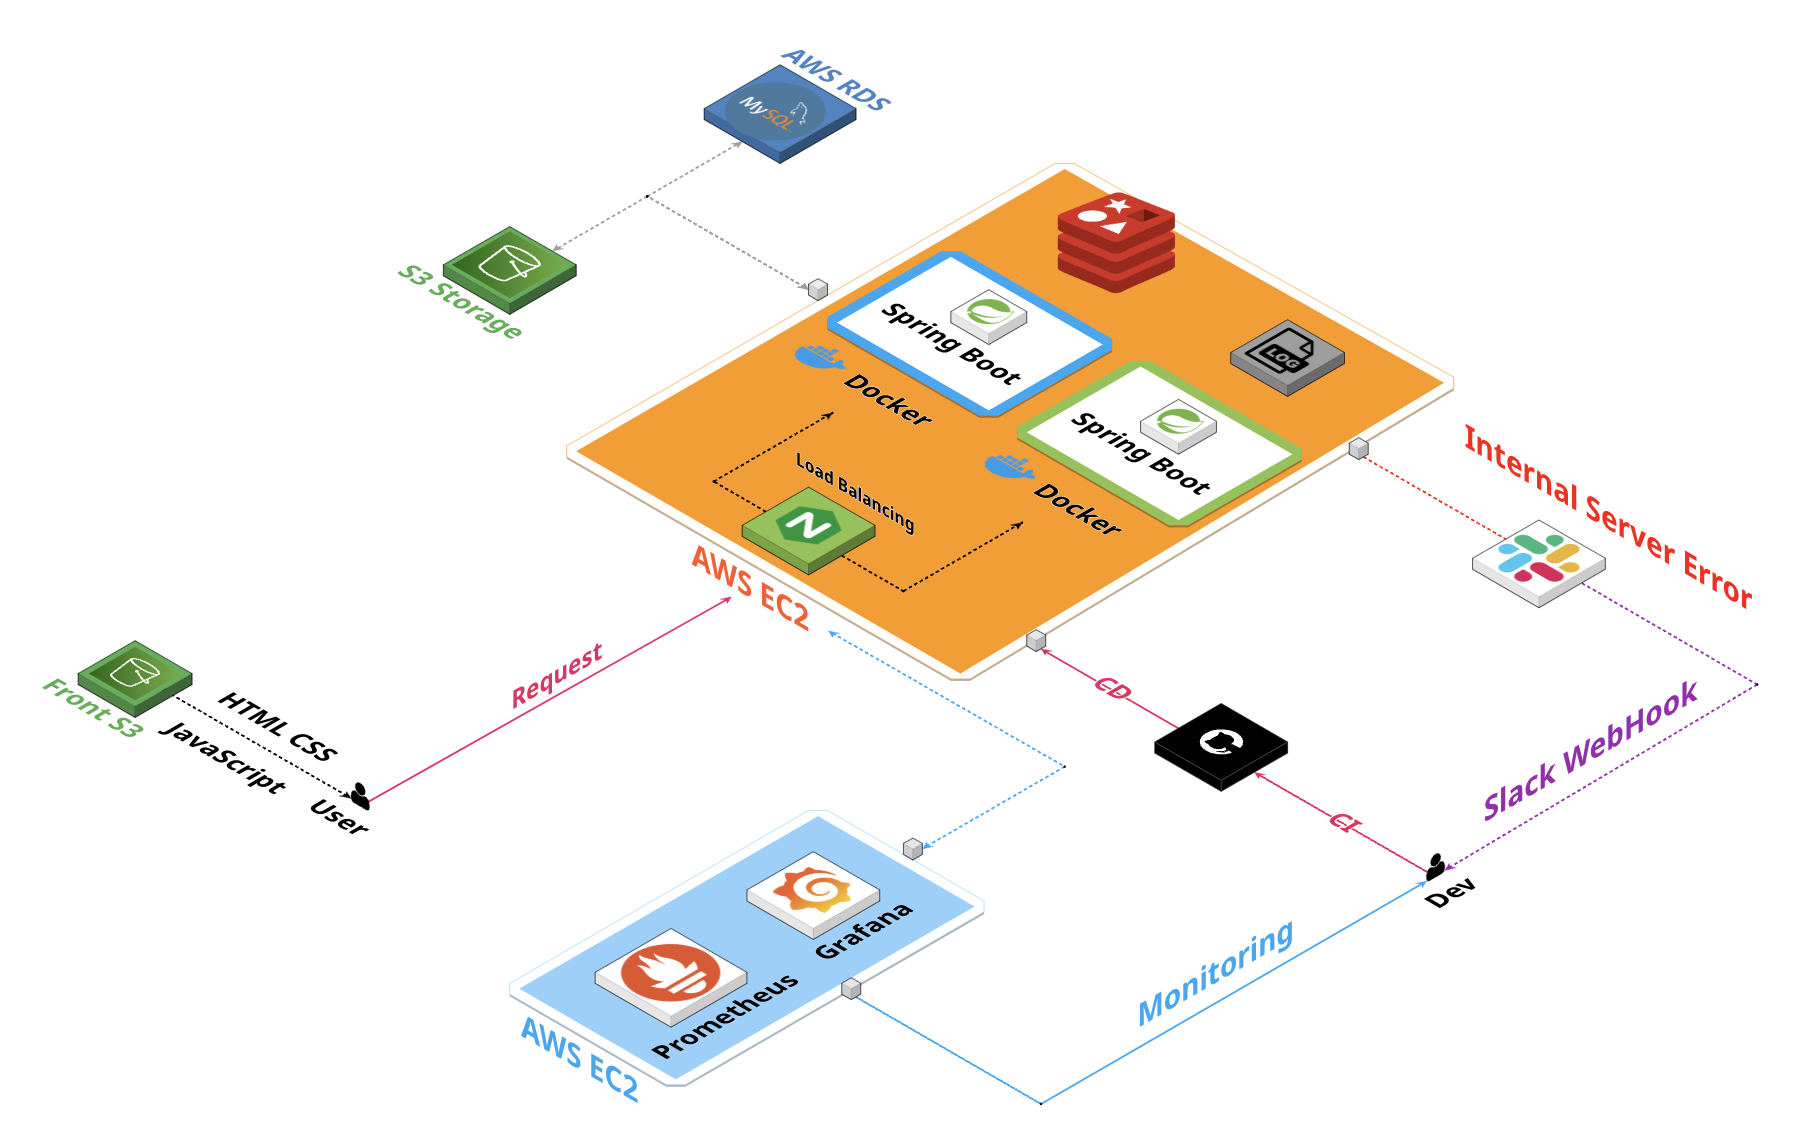 AWS RDS
MySQL
S3 Storage
Spring Boot
Docker
LOG
Spring Boot
Docker
Load Balancing
N
AWS EC2
Internal Server Error
Request
Front S3
HTML CSS
JavaScript
User
CD
CI
Slack WebHook
Dev
Monitoring
Grafana
Prometheus
AWS EC2